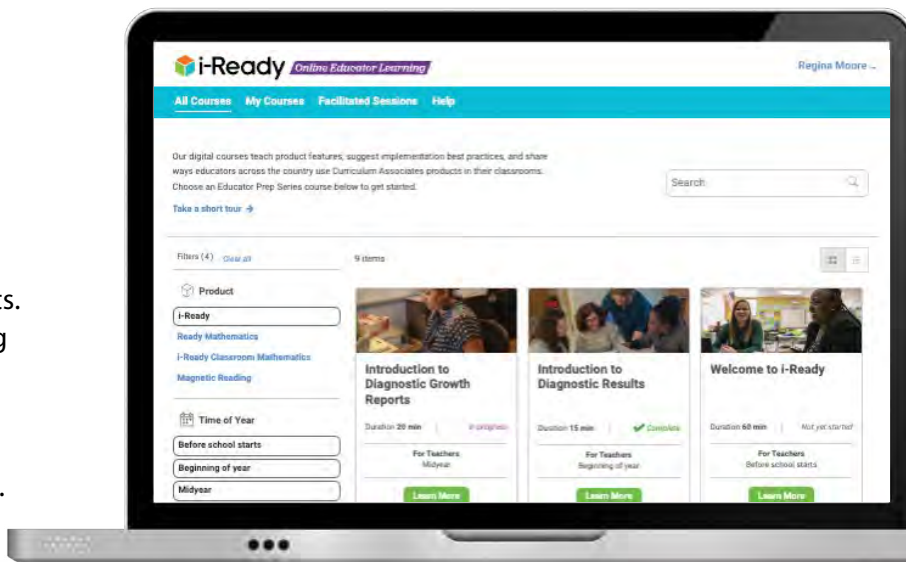 ts.
g
.
i-Ready Online Educator Learning
Regina Moore
All Courses My Courses Facilitated Sessions Help
Our digital courses teach product features, suggest implementation best practices, and share
ways educators across the country use Curriculum Associates products in their classrooms.
Choose an Educator Prep Series course below to get started.
Take a short tour →
Search
Filters (4) Clear all
9 items
Product
i-Ready
Ready Mathematics
i-Ready Classroom Mathematics
Magnetic Reading
Time of Year
Before school starts
Beginning of year
Midyear
Introduction to
Diagnostic Growth
Reports
Duration 20 min | In progress
For Teachers
Midyear
Learn More
Introduction to
Diagnostic Results
Duration 15 min | Complete
For Teachers
Beginning of year
Learn More
Welcome to i-Ready
Duration 60 min | Not yet started
For Teachers
Before school starts
Learn More